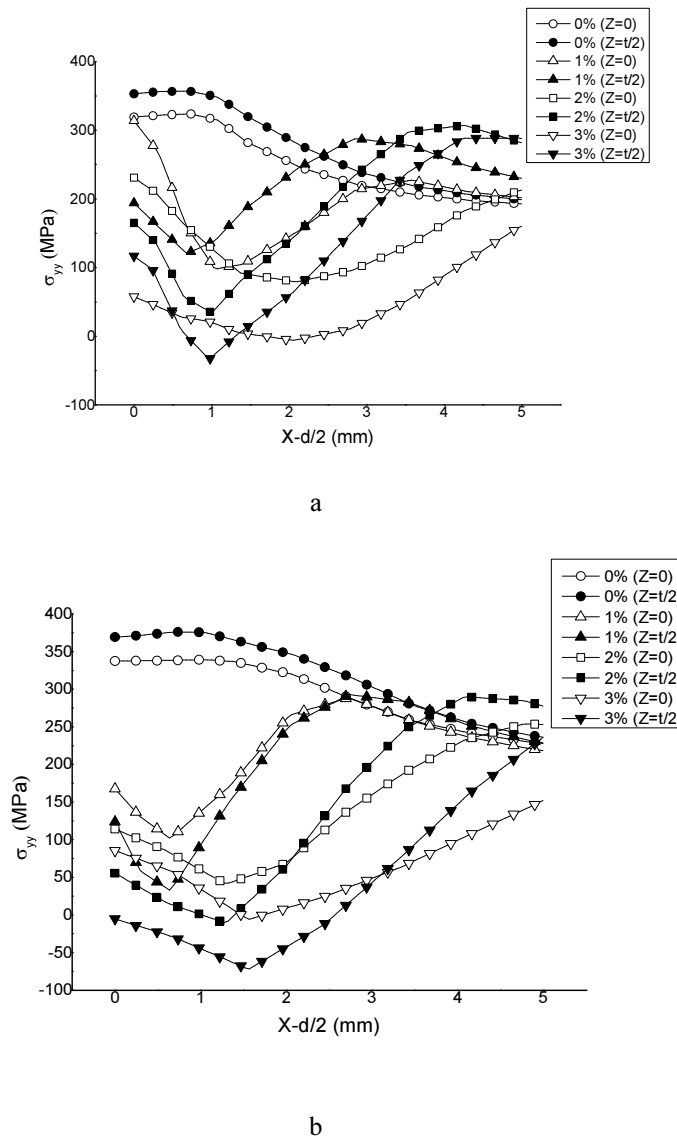 0% (Z=0)
0% (Z=t/2)
1% (Z=0)
1% (Z=t/2)
2% (Z=0)
2% (Z=t/2)
3% (Z=0)
3% (Z=t/2)
400
300
200
100
0
-100
σyy (MPa)
0 1 2 3 4 5
X-d/2 (mm)
a
0% (Z=0)
0% (Z=t/2
1% (Z=0)
1% (Z=t/2
2% (Z=0)
2% (Z=t/2
3% (Z=0)
3% (Z=t/2
400
350
300
250
200
150
100
50
0
-50
-100
σyy (MPa)
0 1 2 3 4 5
X-d/2 (mm)
b